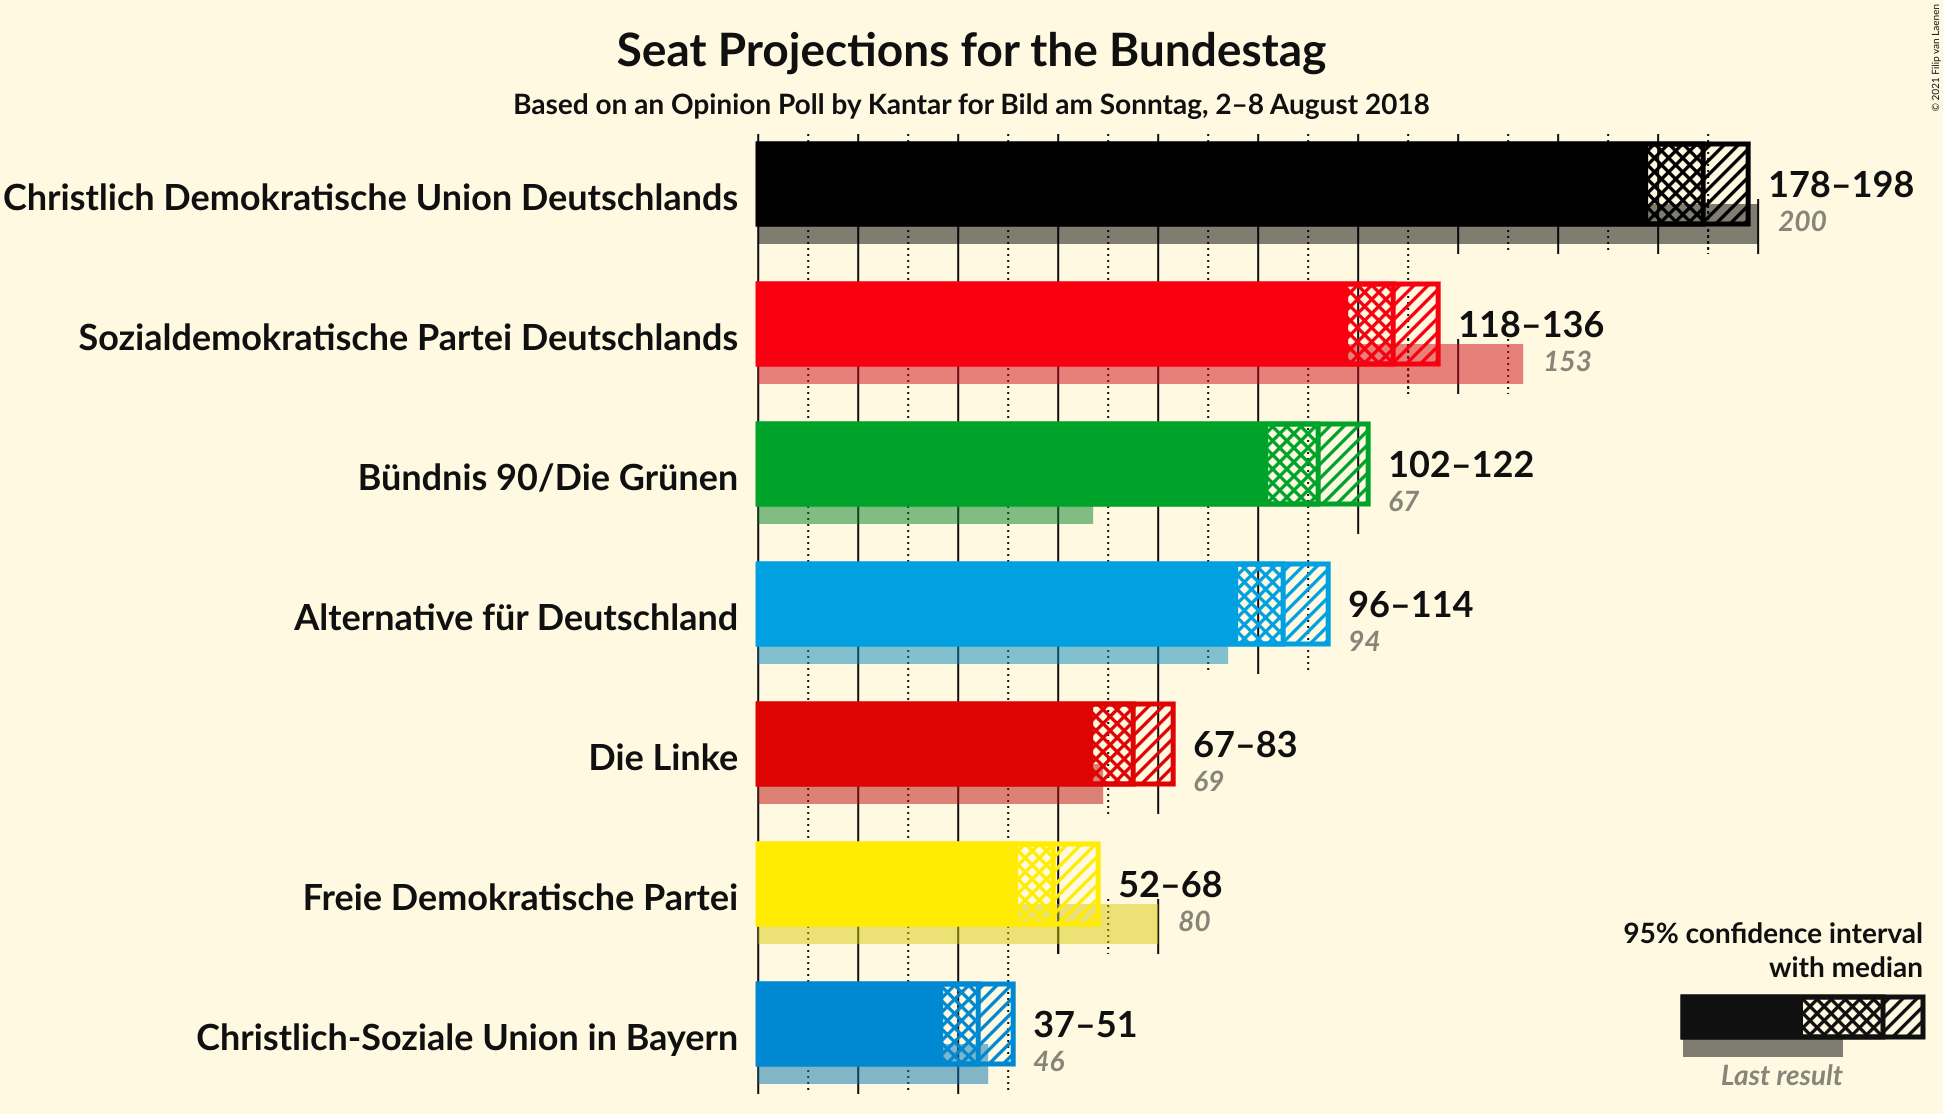 Seat Projections for the Bundestag
Based on an Opinion Poll by Kantar for Bild am Sonntag, 2–8 August 2018
© 2021 Filip van Laenen
Christlich Demokratische Union Deutschlands
178–198
200
Sozialdemokratische Partei Deutschlands
118–136
153
Bündnis 90/Die Grünen
102–122
67
Alternative für Deutschland
96–114
94
Die Linke
67–83
69
Freie Demokratische Partei
52–68
80
Christlich-Soziale Union in Bayern
37–51
46
95% confidence interval
with median
Last result